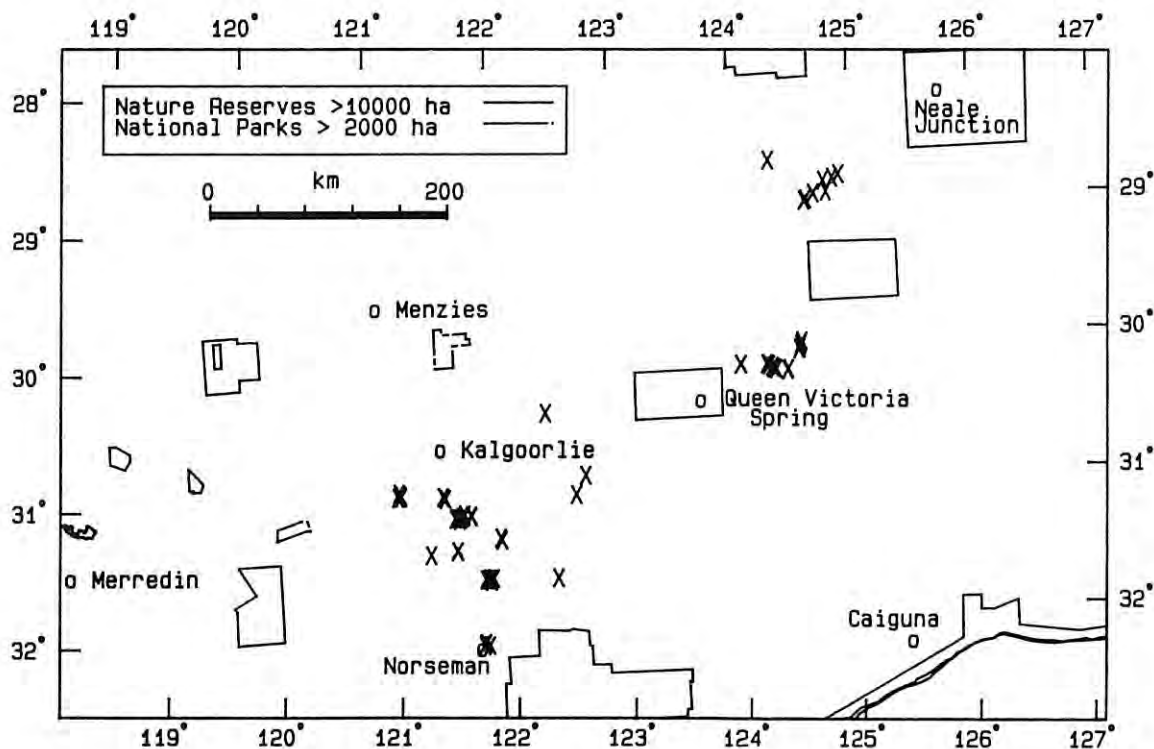 119° 120° 121° 122° 123° 124° 125° 126° 127°
28°
Nature Reserves >10000 ha
National Parks > 2000 ha
Neale
Junction
km
0 200
29°
29°
Menzies
30°
30°
Queen Victoria
Spring
Kalgoorlie
31°
31°
Merredin
32°
Caiguna
32°
Norseman
119° 120° 121° 122° 123° 124° 125° 126° 127°